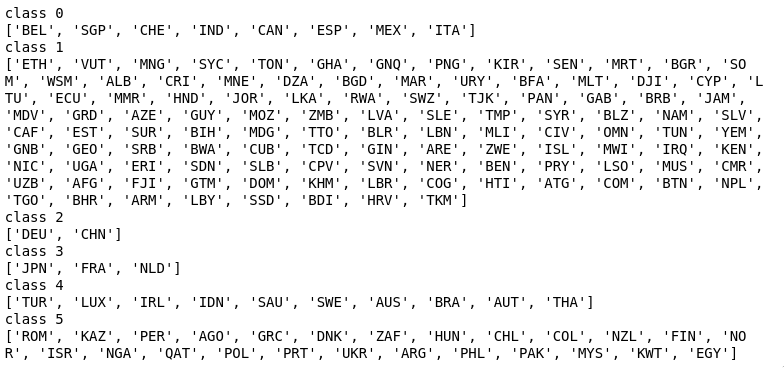 class 0
['BEL', 'SGP', 'CHE', 'IND', 'CAN', 'ESP', 'MEX', 'ITA']
class 1
['ETH', 'VUT', 'MNG', 'SYC', 'TON', 'GHA', 'GNQ', 'PNG', 'KIR', 'SEN', 'MRT', 'BGR', 'SO
M', 'WSM', 'ALB', 'CRI', 'MNE', 'DZA', 'BGD', 'MAR', 'URY', 'BFA', 'MLT', 'DJI', 'CYP', 'L
TU', 'ECU', 'MMR', 'HND', 'JOR', 'LKA', 'RWA', 'SWZ', 'TJK', 'PAN', 'GAB', 'BRB', 'JAM',
'MDV', 'GRD', 'AZE', 'GUY', 'MOZ', 'ZMB', 'LVA', 'SLE', 'TMP', 'SYR', 'BLZ', 'NAM', 'SLV',
'CAF', 'EST', 'SUR', 'BIH', 'MDG', 'TTO', 'BLR', 'LBN', 'MLI', 'CIV', 'OMN', 'TUN', 'YEM',
'GNB', 'GEO', 'SRB', 'BWA', 'CUB', 'TCD', 'GIN', 'ARE', 'ZWE', 'ISL', 'MWI', 'IRQ', 'KEN',
'NIC', 'UGA', 'ERI', 'SDN', 'SLB', 'CPV', 'SVN', 'NER', 'BEN', 'PRY', 'LSO', 'MUS', 'CMR',
'UZB', 'AFG', 'FJI', 'GTM', 'DOM', 'KHM', 'LBR', 'COG', 'HTI', 'ATG', 'COM', 'BTN', 'NPL',
'TGO', 'BHR', 'ARM', 'LBY', 'SSD', 'BDI', 'HRV', 'TKM']
class 2
['DEU', 'CHN']
class 3
['JPN', 'FRA', 'NLD']
class 4
['TUR', 'LUX', 'IRL', 'IDN', 'SAU', 'SWE', 'AUS', 'BRA', 'AUT', 'THA']
class 5
['ROM', 'KAZ', 'PER', 'AGO', 'GRC', 'DNK', 'ZAF', 'HUN', 'CHL', 'COL', 'NZL', 'FIN', 'NO
R', 'ISR', 'NGA', 'QAT', 'POL', 'PRT', 'UKR', 'ARG', 'PHL', 'PAK', 'MYS', 'KWT', 'EGY']